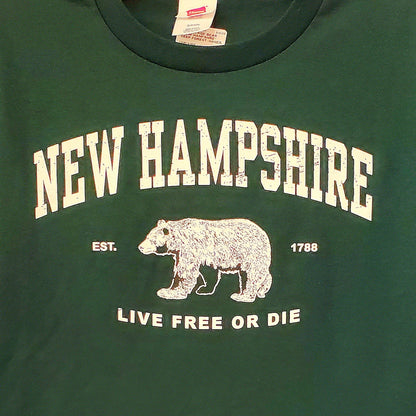 NEW HAMPSHIRE
EST. 1788
LIVE FREE OR DIE